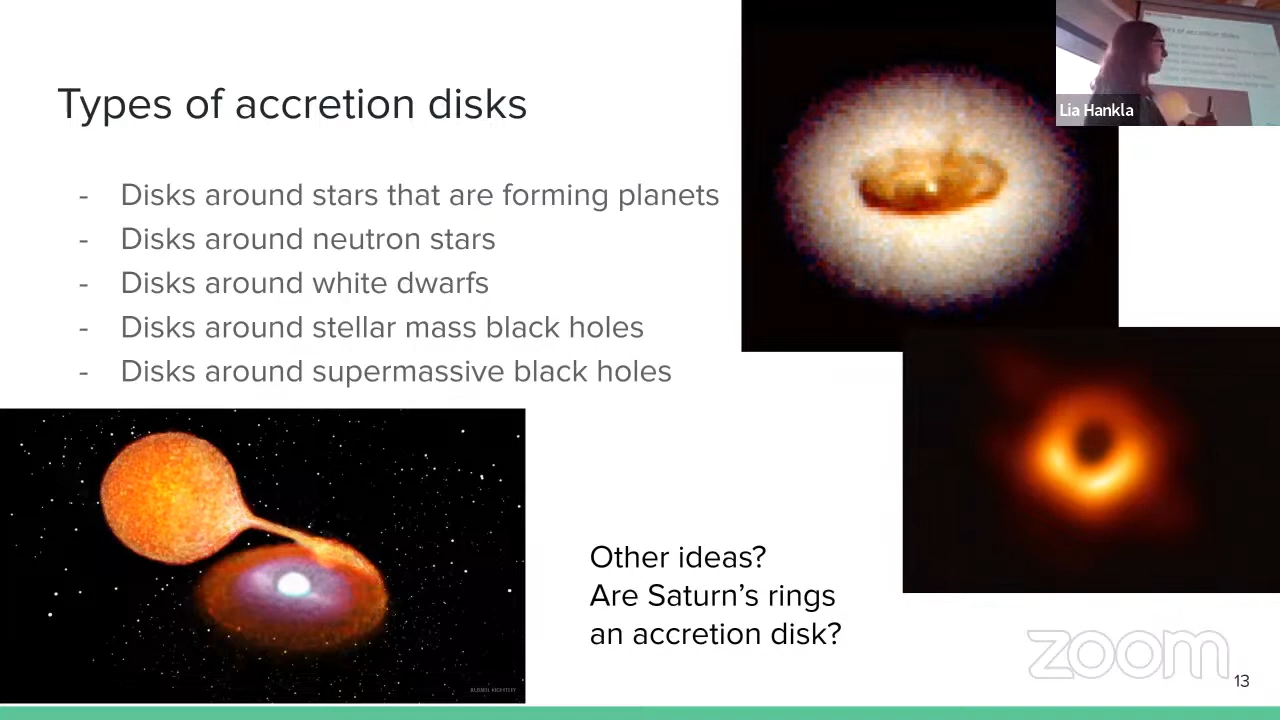 Types of accretion disks
Lia Hankla
- Disks around stars that are forming planets
- Disks around neutron stars
- Disks around white dwarfs
- Disks around stellar mass black holes
- Disks around supermassive black holes
Other ideas?
Are Saturn's rings
an accretion disk?
zoom
13